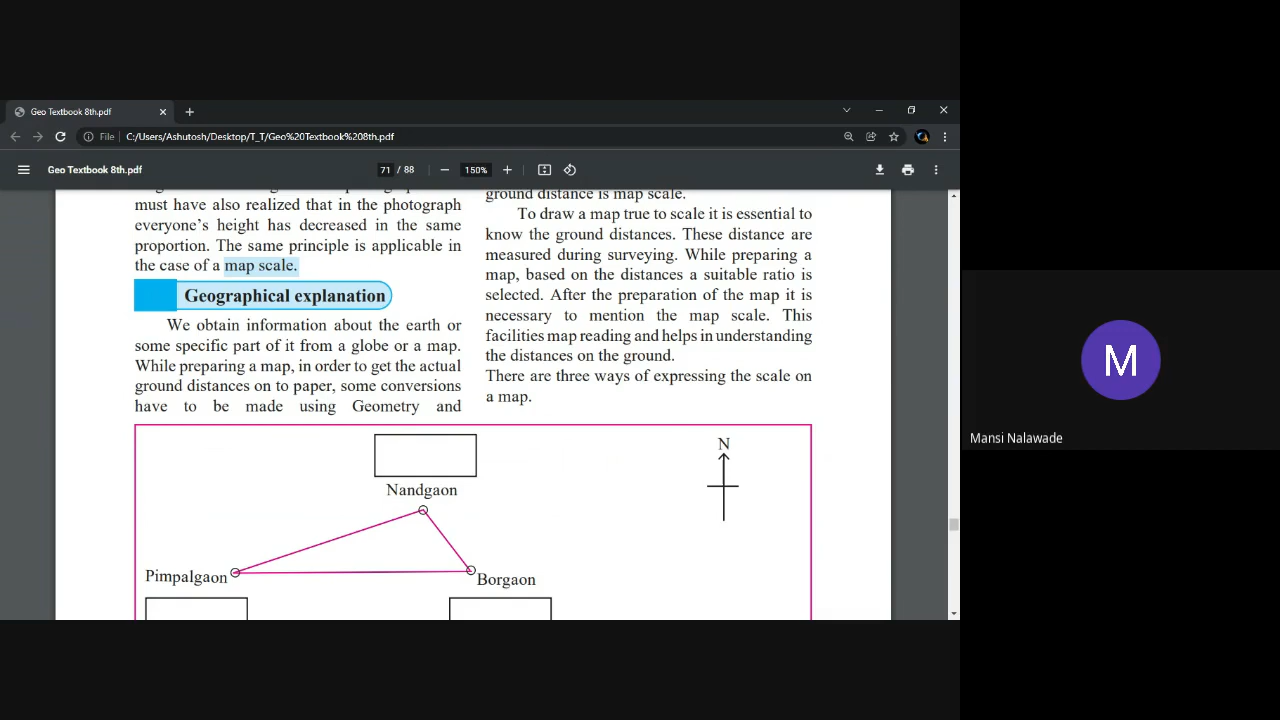 Geo Textbook 8th.pdf
File
C:/Users/Ashutosh/Desktop/T_T/Geo%20Textbook%208th.pdf
Geo Textbook 8th.pdf
71 / 88
150%
must have also realized that in the photograph
everyone's height has decreased in the same
proportion. The same principle is applicable in
the case of a map scale.
Geographical explanation
We obtain information about the earth or
some specific part of it from a globe or a map.
While preparing a map, in order to get the actual
ground distances on to paper, some conversions
have to be made using Geometry and
ground distance is map scale.
To draw a map true to scale it is essential to
know the ground distances. These distance are
measured during surveying. While preparing a
map, based on the distances a suitable ratio is
selected. After the preparation of the map it is
necessary to mention the map scale. This
facilities map reading and helps in understanding
the distances on the ground.
There are three ways of expressing the scale on
a map.
N
Nandgaon
Pimpalgaon
Borgaon
M
Mansi Nalawade